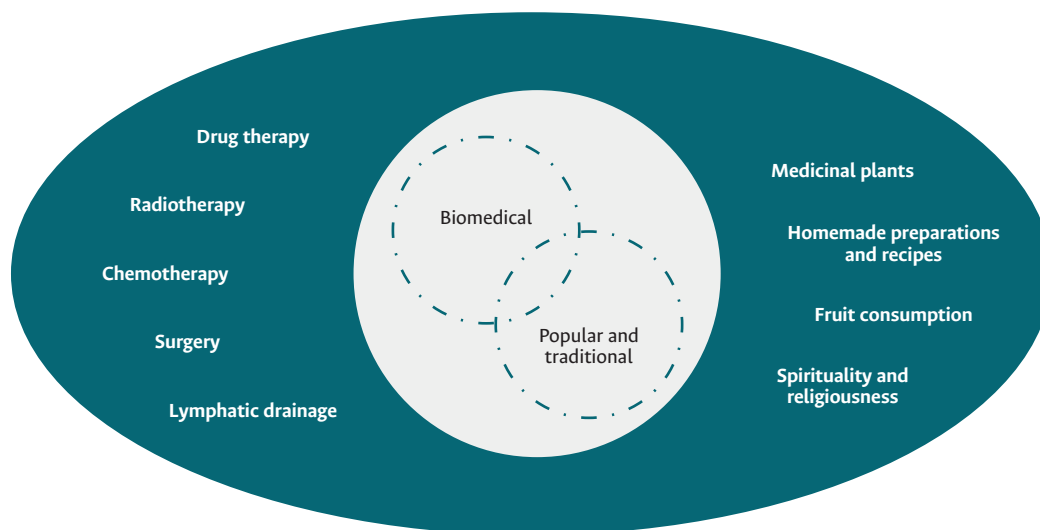 Drug therapy
Radiotherapy
Chemotherapy
Surgery
Lymphatic drainage
Biomedical
Popular and
traditional
Medicinal plants
Homemade preparations
and recipes
Fruit consumption
Spirituality and
religiousness